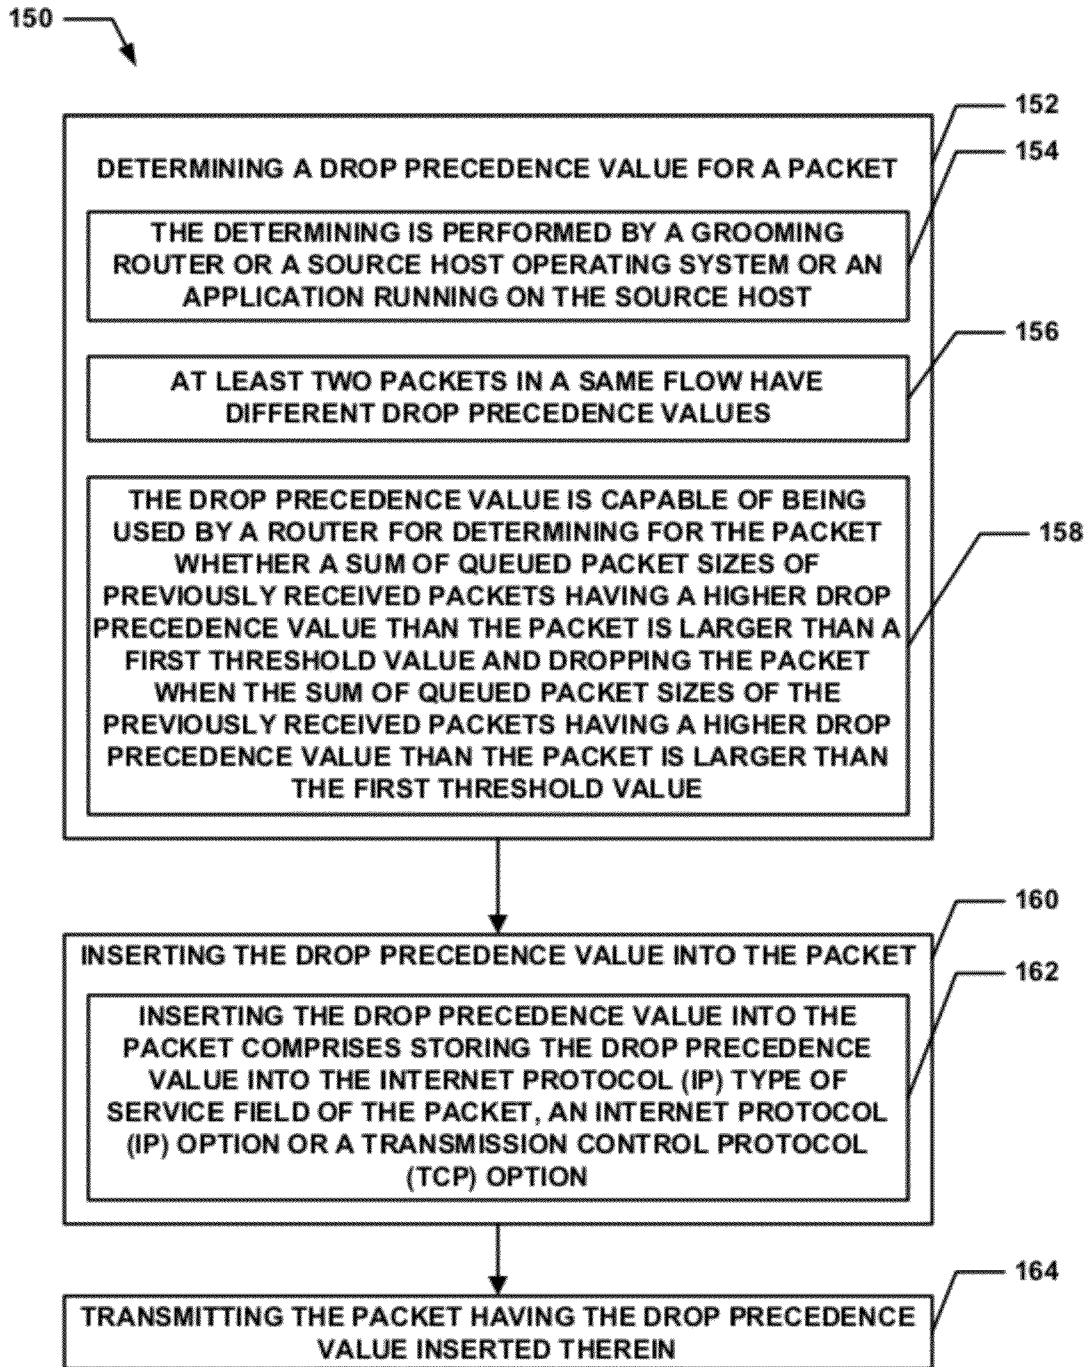 150
152
DETERMINING A DROP PRECEDENCE VALUE FOR A PACKET
154
THE DETERMINING IS PERFORMED BY A GROOMING
ROUTER OR A SOURCE HOST OPERATING SYSTEM OR AN
APPLICATION RUNNING ON THE SOURCE HOST
156
AT LEAST TWO PACKETS IN A SAME FLOW HAVE
DIFFERENT DROP PRECEDENCE VALUES
158
THE DROP PRECEDENCE VALUE IS CAPABLE OF BEING
USED BY A ROUTER FOR DETERMINING FOR THE PACKET
WHETHER A SUM OF QUEUED PACKET SIZES OF
PREVIOUSLY RECEIVED PACKETS HAVING A HIGHER DROP
PRECEDENCE VALUE THAN THE PACKET IS LARGER THAN A
FIRST THRESHOLD VALUE AND DROPPING THE PACKET
WHEN THE SUM OF QUEUED PACKET SIZES OF THE
PREVIOUSLY RECEIVED PACKETS HAVING A HIGHER DROP
PRECEDENCE VALUE THAN THE PACKET IS LARGER THAN
THE FIRST THRESHOLD VALUE
160
INSERTING THE DROP PRECEDENCE VALUE INTO THE PACKET
162
INSERTING THE DROP PRECEDENCE VALUE INTO THE
PACKET COMPRISES STORING THE DROP PRECEDENCE
VALUE INTO THE INTERNET PROTOCOL (IP) TYPE OF
SERVICE FIELD OF THE PACKET, AN INTERNET PROTOCOL
(IP) OPTION OR A TRANSMISSION CONTROL PROTOCOL
(TCP) OPTION
164
TRANSMITTING THE PACKET HAVING THE DROP PRECEDENCE
VALUE INSERTED THEREIN